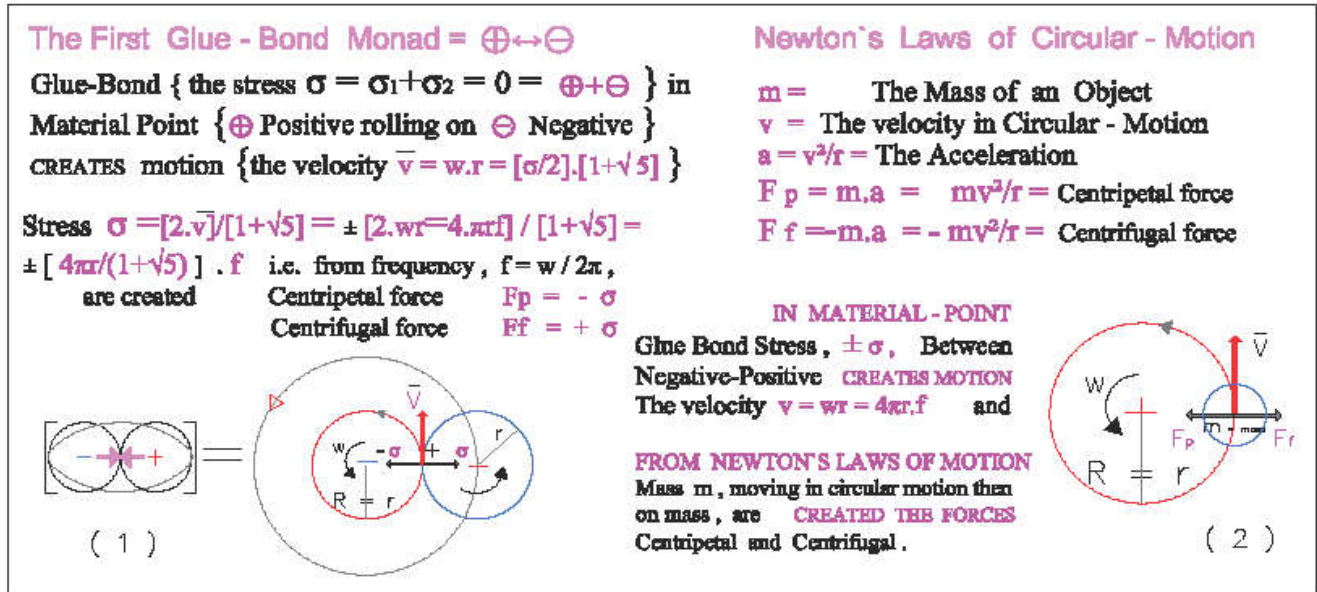 The First Glue - Bond Monad = ⊕↔⊖
Glue-Bond { the stress σ = σ₁+σ₂ = 0 = ⊕+⊖ } in
Material Point {⊕ Positive rolling on ⊖ Negative }
CREATES motion {the velocity v̄ = w.r = [σ/2].[1+√5] }
Stress σ =[2.v̄]/[1+√5] = ± [2.wr=4.πrf] / [1+√5] =
± [ 4πr/(1+√5) ] . f i.e. from frequency , f = w / 2π ,
are created Centripetal force Fp = - σ
Centrifugal force Ff = + σ
[ - + ] =
V̄
r
w
-σ + σ
R = r
( 1 )
Newton`s Laws of Circular - Motion
m = The Mass of an Object
v = The velocity in Circular - Motion
a = v²/r = The Acceleration
F p = m.a = mv²/r = Centripetal force
F f =-m.a = - mv²/r = Centrifugal force
IN MATERIAL - POINT
Glue Bond Stress , ± σ , Between
Negative-Positive CREATES MOTION
The velocity v = wr = 4πr.f and
FROM NEWTON`S LAWS OF MOTION
Mass m , moving in circular motion then
on mass , are CREATED THE FORCES
Centripetal and Centrifugal .
V̄
w
m - mass
Fp Ff
R = r
( 2 )